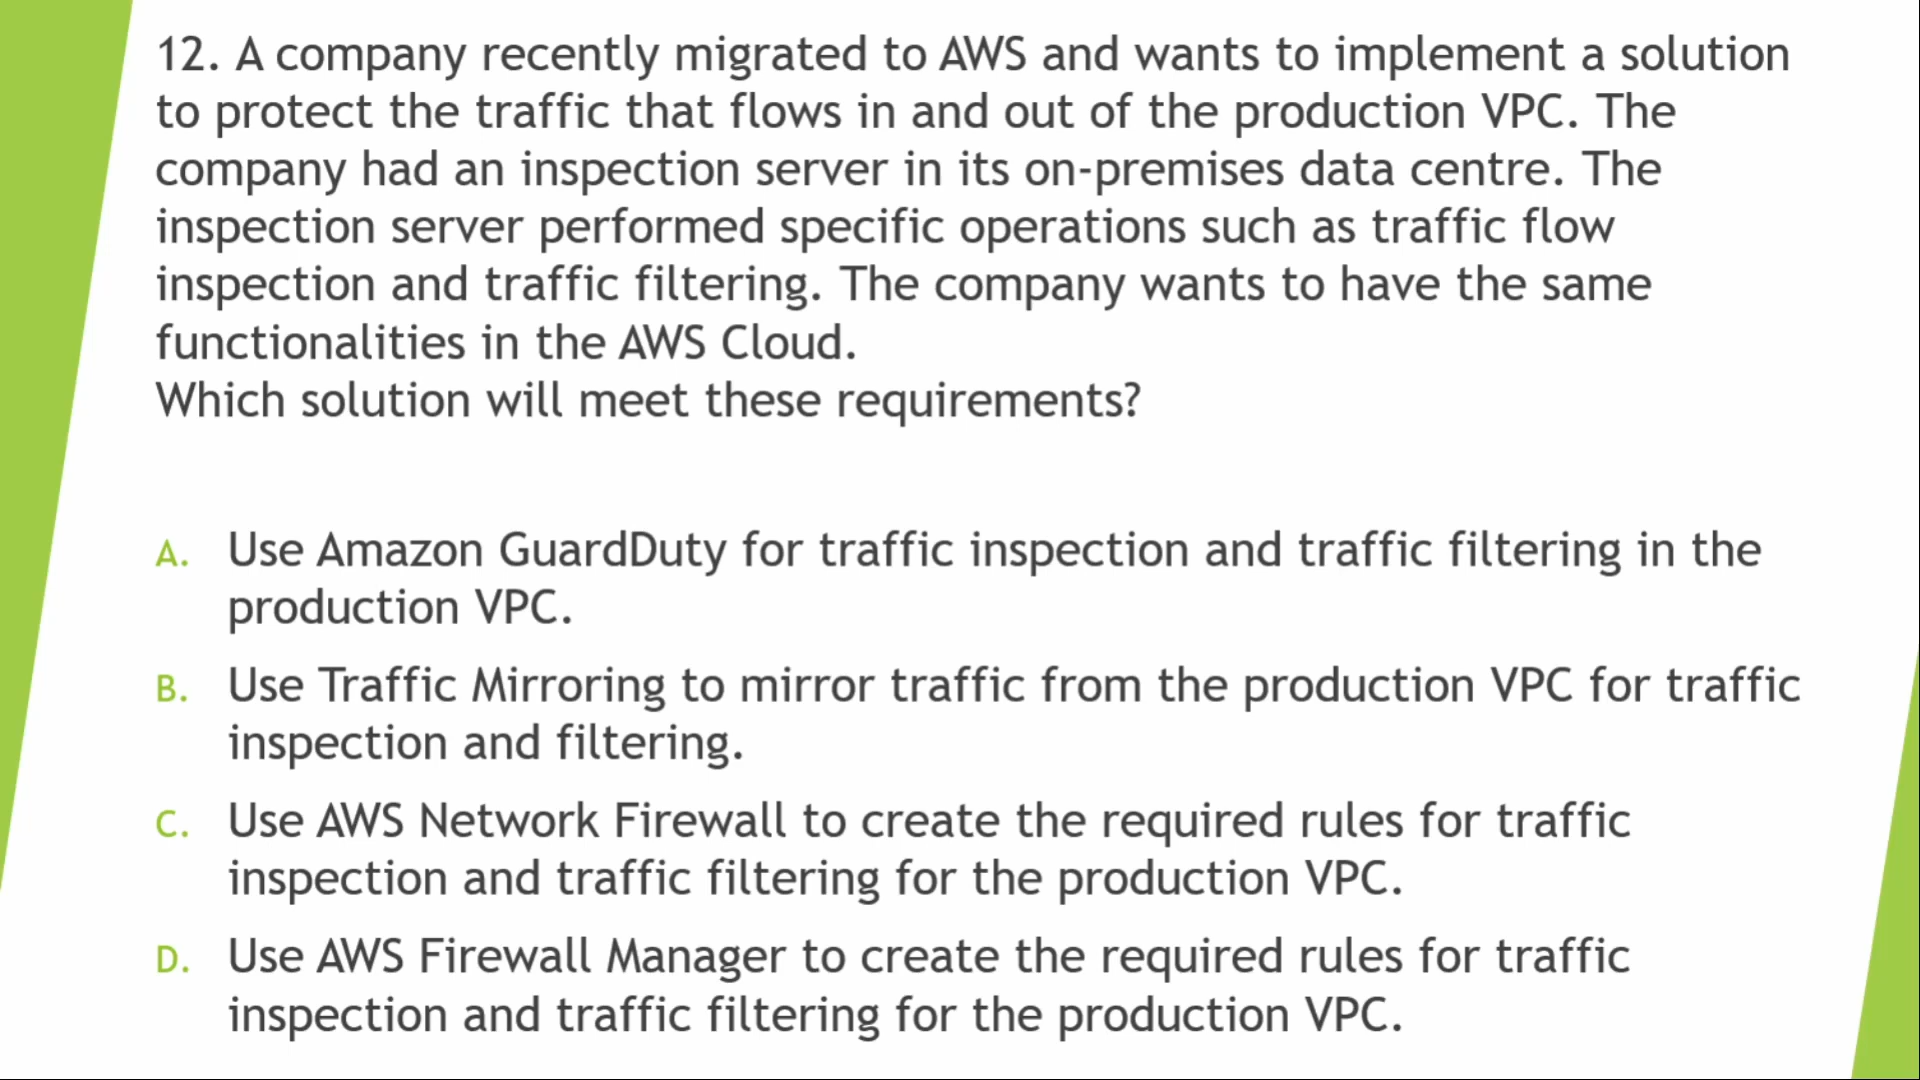 12. A company recently migrated to AWS and wants to implement a solution
to protect the traffic that flows in and out of the production VPC. The
company had an inspection server in its on-premises data centre. The
inspection server performed specific operations such as traffic flow
inspection and traffic filtering. The company wants to have the same
functionalities in the AWS Cloud.
Which solution will meet these requirements?
A. Use Amazon GuardDuty for traffic inspection and traffic filtering in the
production VPC.
B. Use Traffic Mirroring to mirror traffic from the production VPC for traffic
inspection and filtering.
C. Use AWS Network Firewall to create the required rules for traffic
inspection and traffic filtering for the production VPC.
D. Use AWS Firewall Manager to create the required rules for traffic
inspection and traffic filtering for the production VPC.